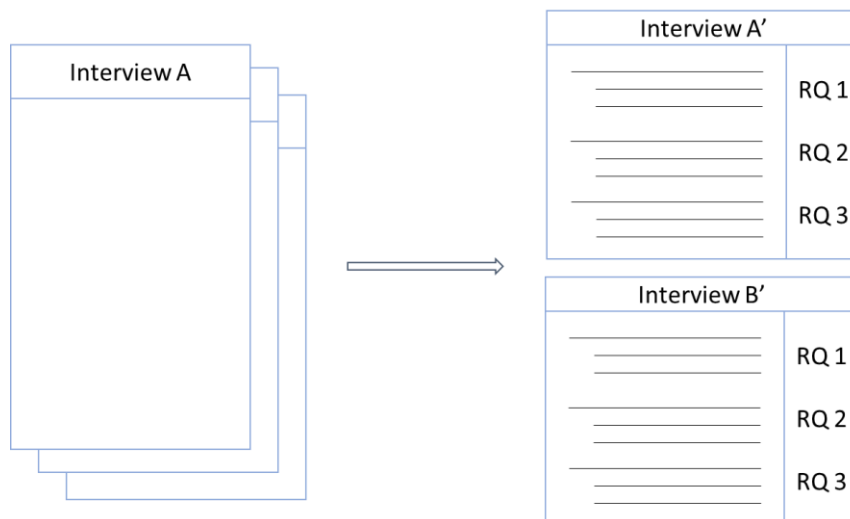 Interview A
Interview A’
RQ 1
RQ 2
RQ 3
Interview B’
RQ 1
RQ 2
RQ 3